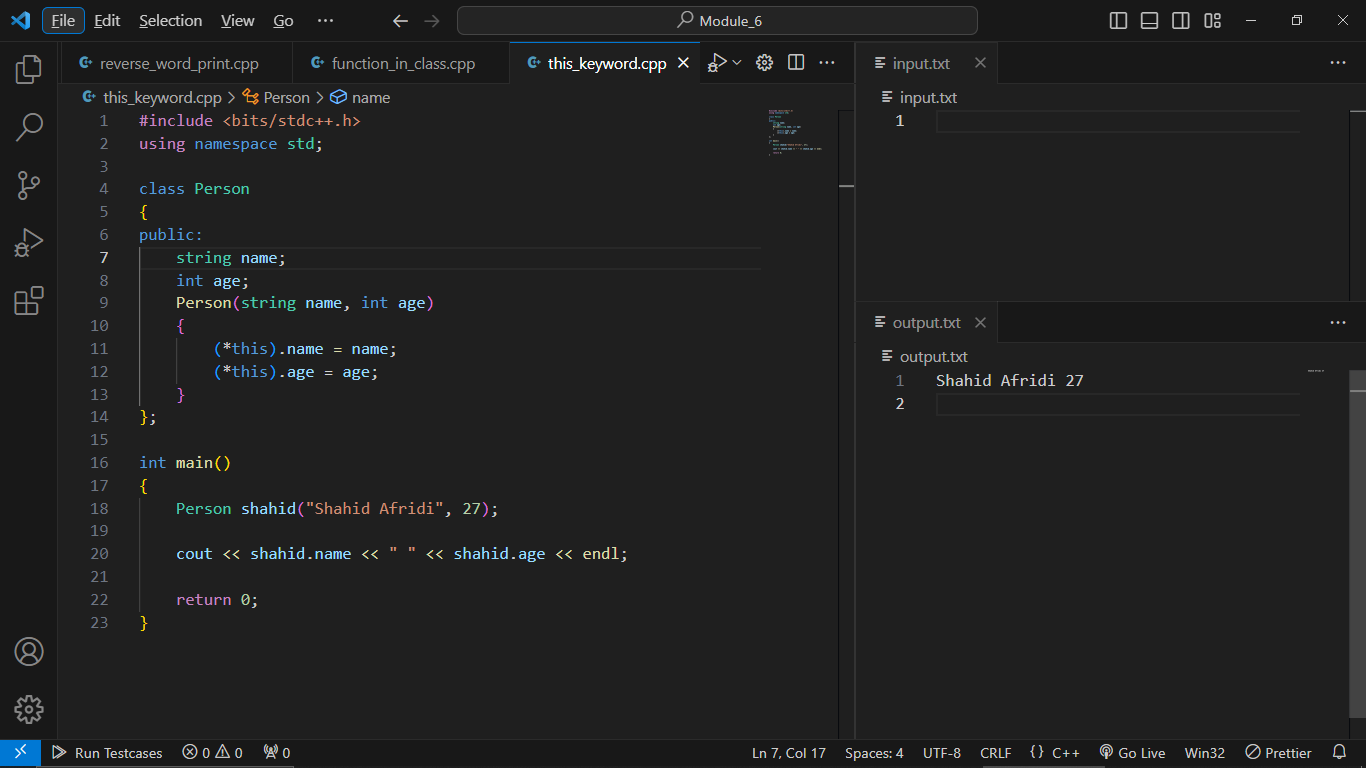 File Edit Selection View Go ··· Module_6
reverse_word_print.cpp function_in_class.cpp this_keyword.cpp
this_keyword.cpp > Person > name
1 #include <bits/stdc++.h>
2 using namespace std;
3
4 class Person
5 {
6 public:
7     string name;
8     int age;
9     Person(string name, int age)
10     {
11         (*this).name = name;
12         (*this).age = age;
13     }
14 };
15
16 int main()
17 {
18     Person shahid("Shahid Afridi", 27);
19
20     cout << shahid.name << " " << shahid.age << endl;
21
22     return 0;
23 }
input.txt
input.txt
1
output.txt
output.txt
1 Shahid Afridi 27
2
Run Testcases 0 0 0 Ln 7, Col 17 Spaces: 4 UTF-8 CRLF {} C++ Go Live Win32 Prettier